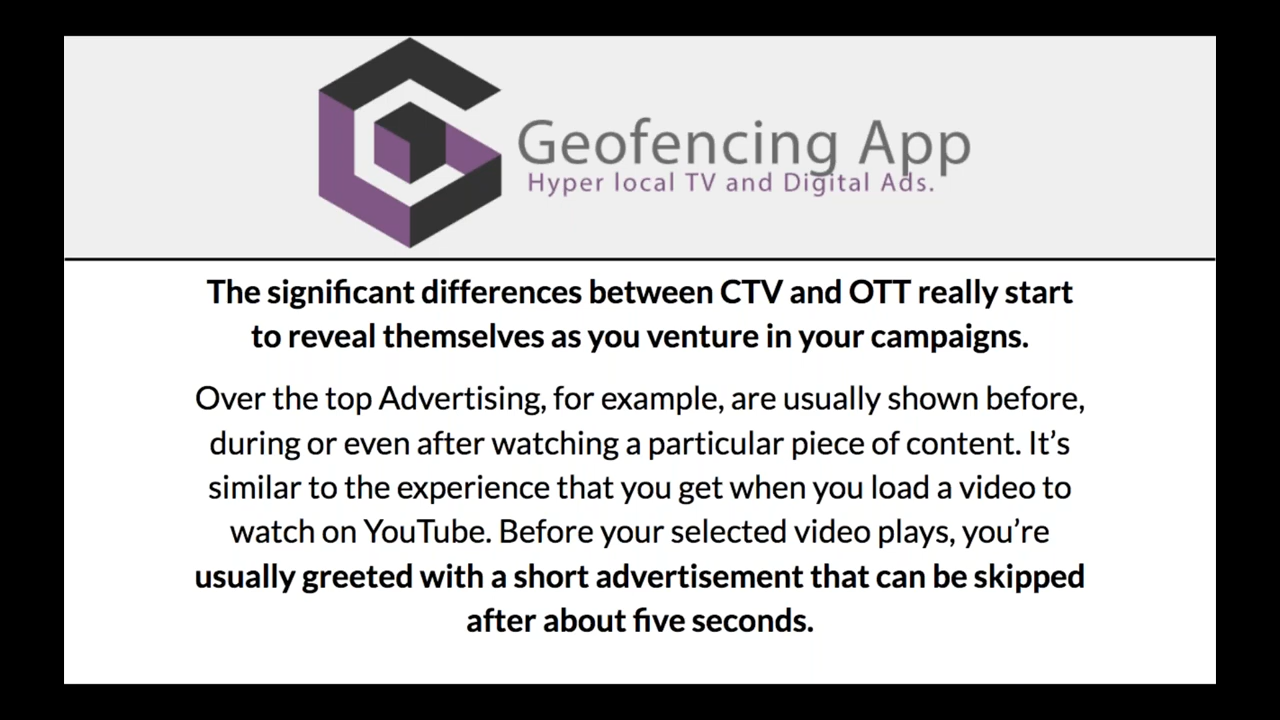 Geofencing App
Hyper local TV and Digital Ads.
The significant differences between CTV and OTT really start
to reveal themselves as you venture in your campaigns.
Over the top Advertising, for example, are usually shown before,
during or even after watching a particular piece of content. It’s
similar to the experience that you get when you load a video to
watch on YouTube. Before your selected video plays, you’re
usually greeted with a short advertisement that can be skipped
after about five seconds.